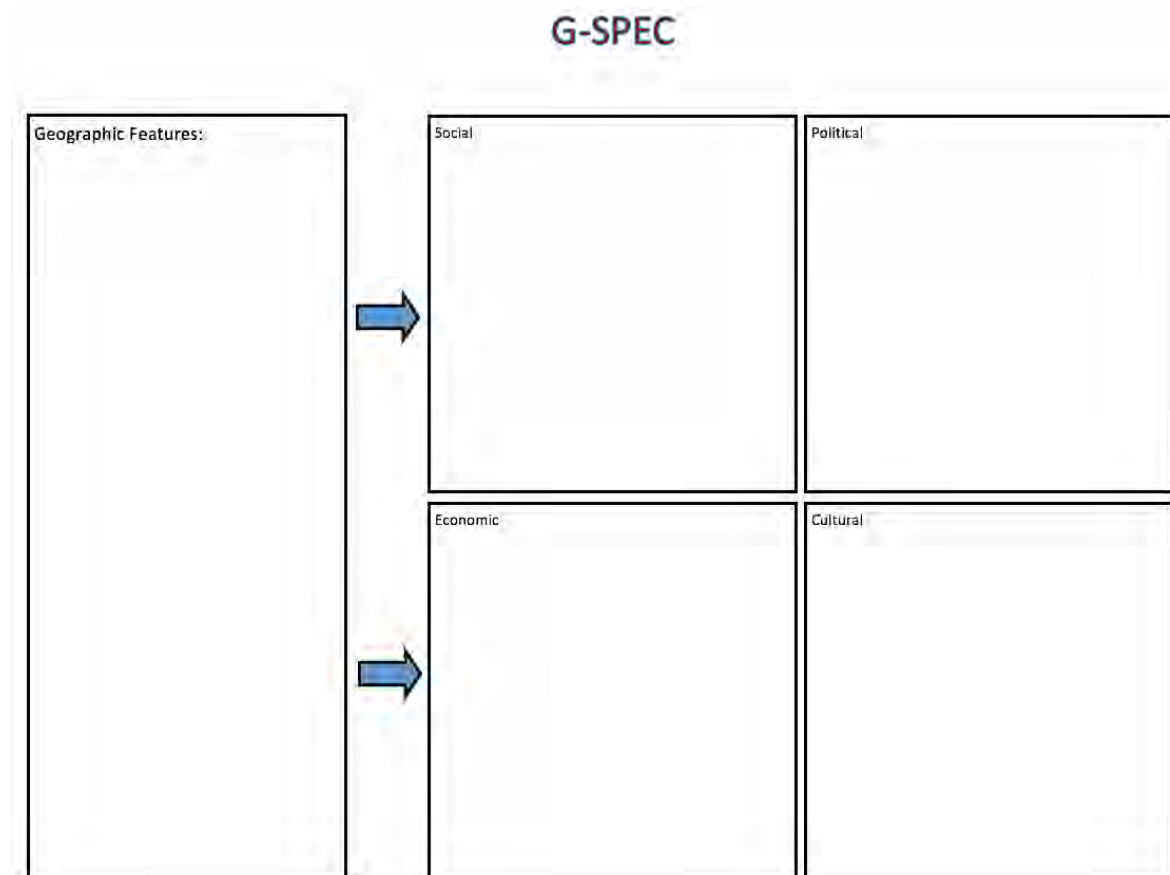 G-SPEC
Geographic Features:
Social
Political
Economic
Cultural